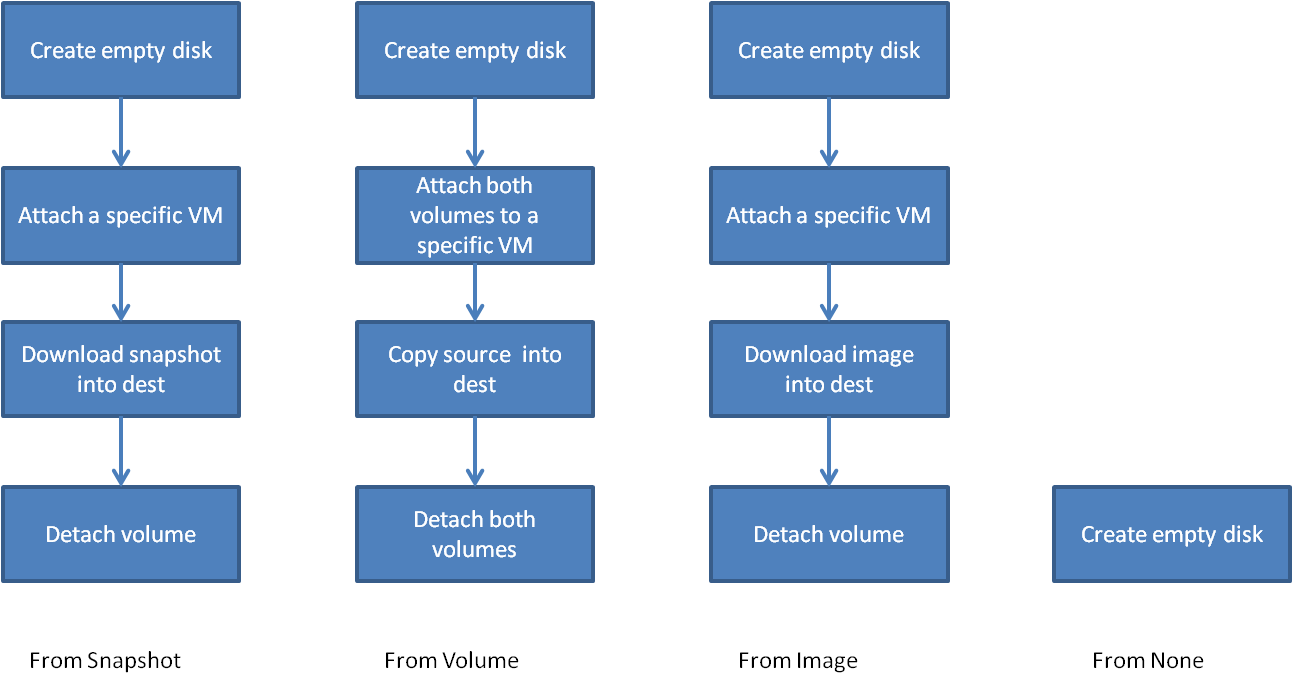 Create empty disk
Attach a specific VM
Download snapshot
into dest
Detach volume
From Snapshot
Create empty disk
Attach both
volumes to a
specific VM
Copy source  into
dest
Detach both
volumes
From Volume
Create empty disk
Attach a specific VM
Download image
into dest
Detach volume
From Image
Create empty disk
From None